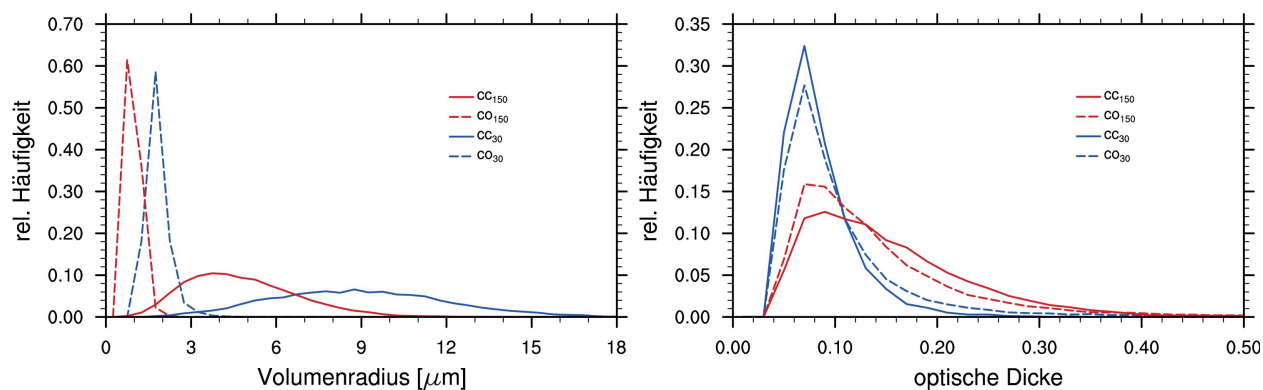 0.70
0.60
0.50
0.40
0.30
0.20
0.10
0.00
rel. Häufigkeit
0 3 6 9 12 15 18
Volumenradius [μm]
cc₁₅₀
co₁₅₀
cc₃₀
co₃₀
0.35
0.30
0.25
0.20
0.15
0.10
0.05
0.00
rel. Häufigkeit
0.00 0.10 0.20 0.30 0.40 0.50
optische Dicke
cc₁₅₀
co₁₅₀
cc₃₀
co₃₀